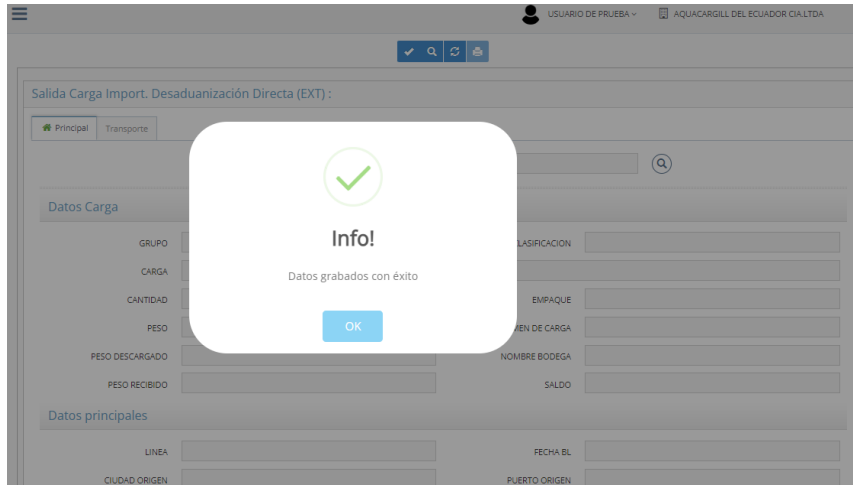 USUARIO DE PRUEBA
AQUACARGILL DEL ECUADOR CIA.LTDA
Salida Carga Import. Desaduanización Directa (EXT) :
Principal
Transporte
Info!
Datos grabados con éxito
OK
Datos Carga
GRUPO
CLASIFICACION
CARGA
CANTIDAD
EMPAQUE
PESO
DE CARGA
PESO DESCARGADO
NOMBRE BODEGA
PESO RECIBIDO
SALDO
Datos principales
LINEA
FECHA BL
CIUDAD ORIGEN
PUERTO ORIGEN